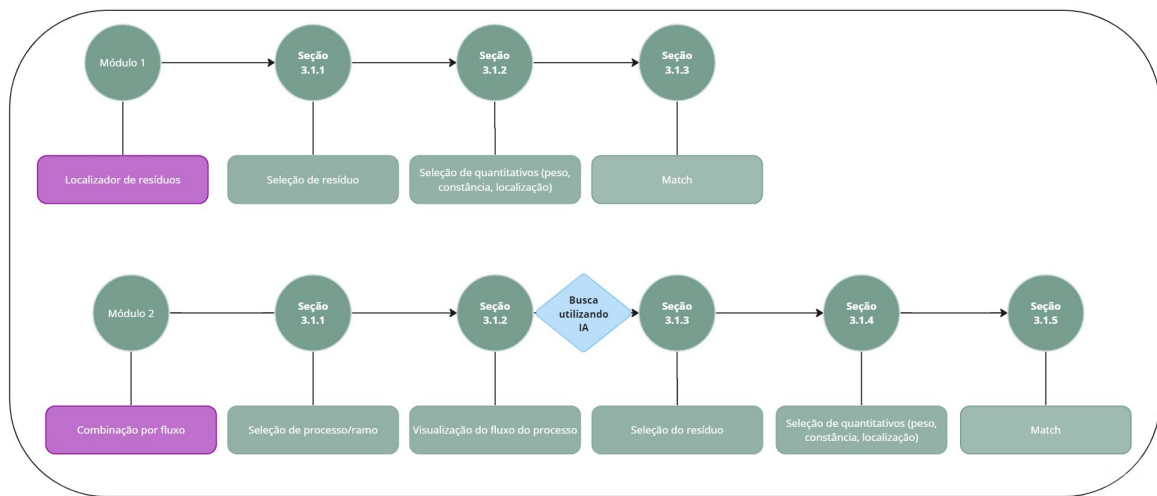 Módulo 1
Seção
3.1.1
Seção
3.1.2
Seção
3.1.3
Localizador de resíduos
Seleção de resíduo
Seleção de quantitativos (peso,
constância, localização)
Match
Módulo 2
Seção
3.1.1
Seção
3.1.2
Busca
utilizando
IA
Seção
3.1.3
Seção
3.1.4
Seção
3.1.5
Combinação por fluxo
Seleção de processo/ramo
Visualização do fluxo do processo
Seleção do resíduo
Seleção de quantitativos (peso,
constância, localização)
Match